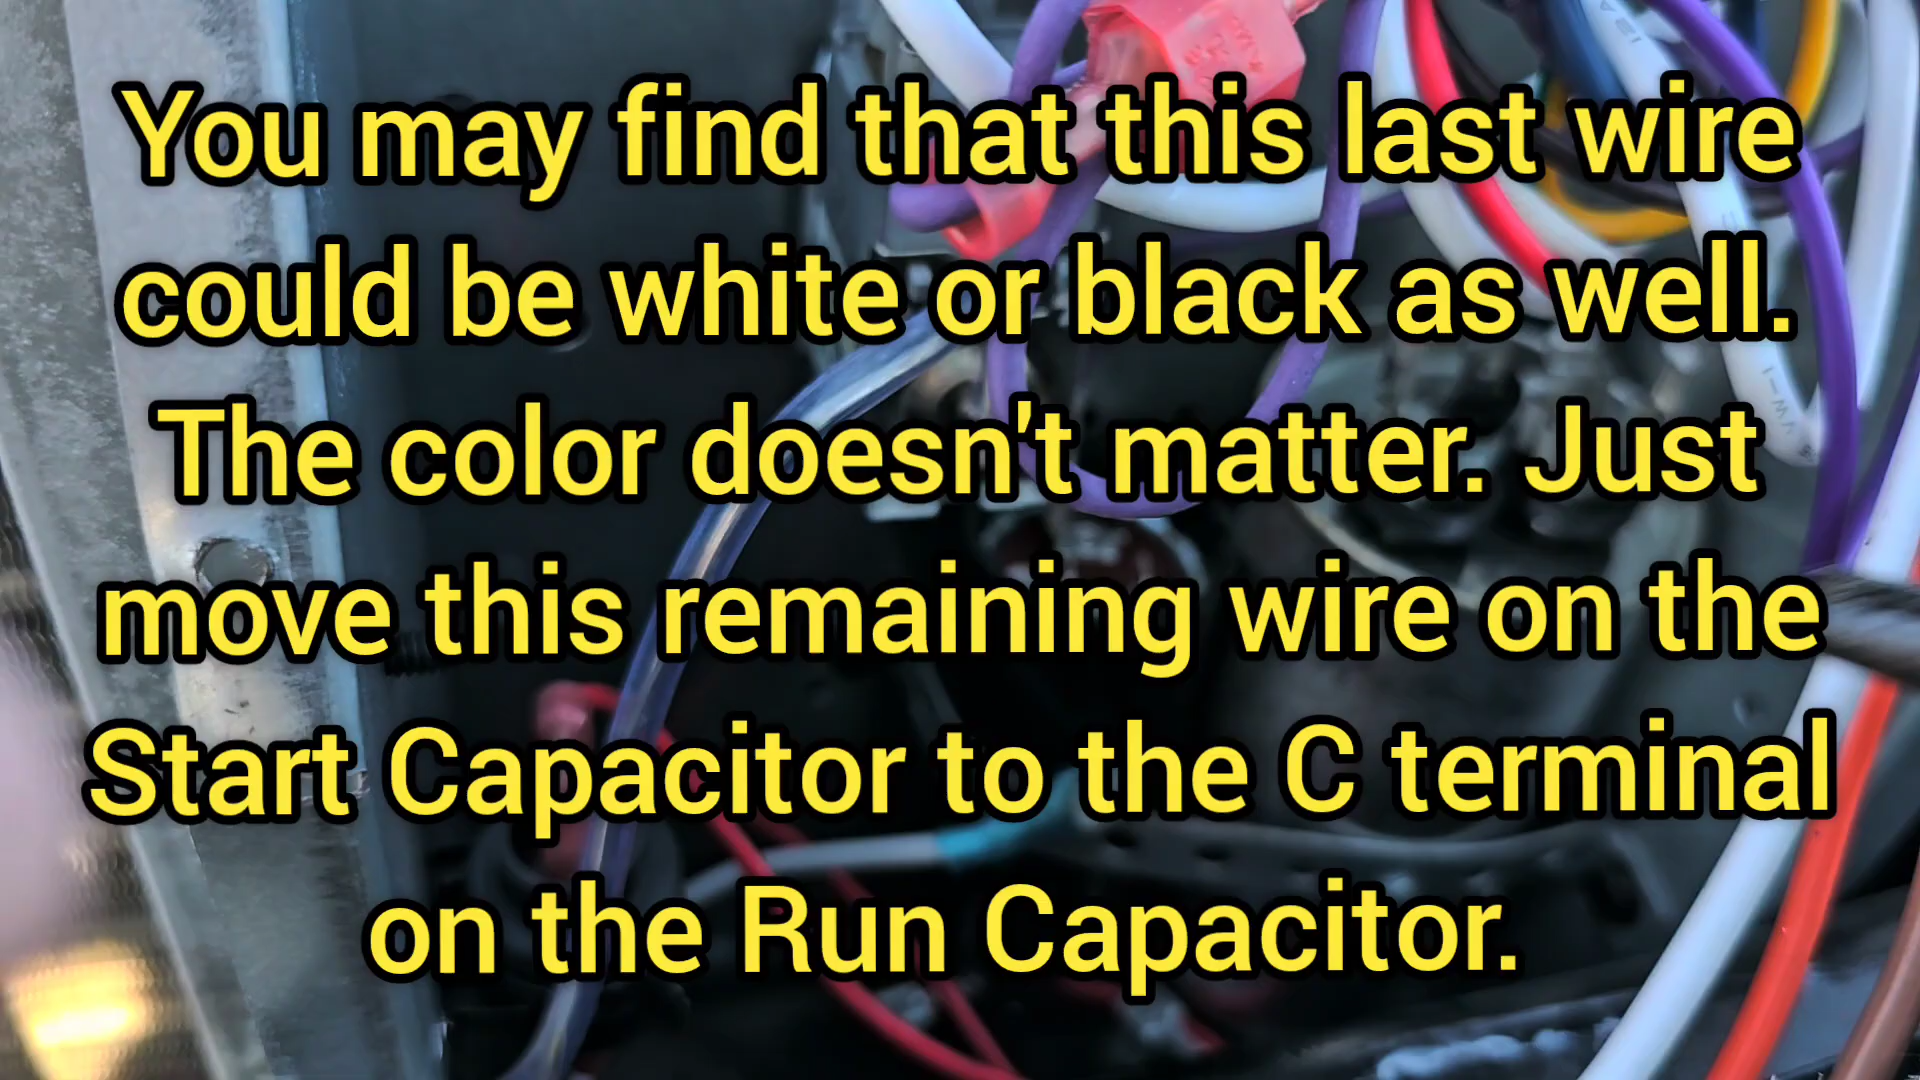 You may find that this last wire
could be white or black as well.
The color doesn't matter. Just
move this remaining wire on the
Start Capacitor to the C terminal
on the Run Capacitor.